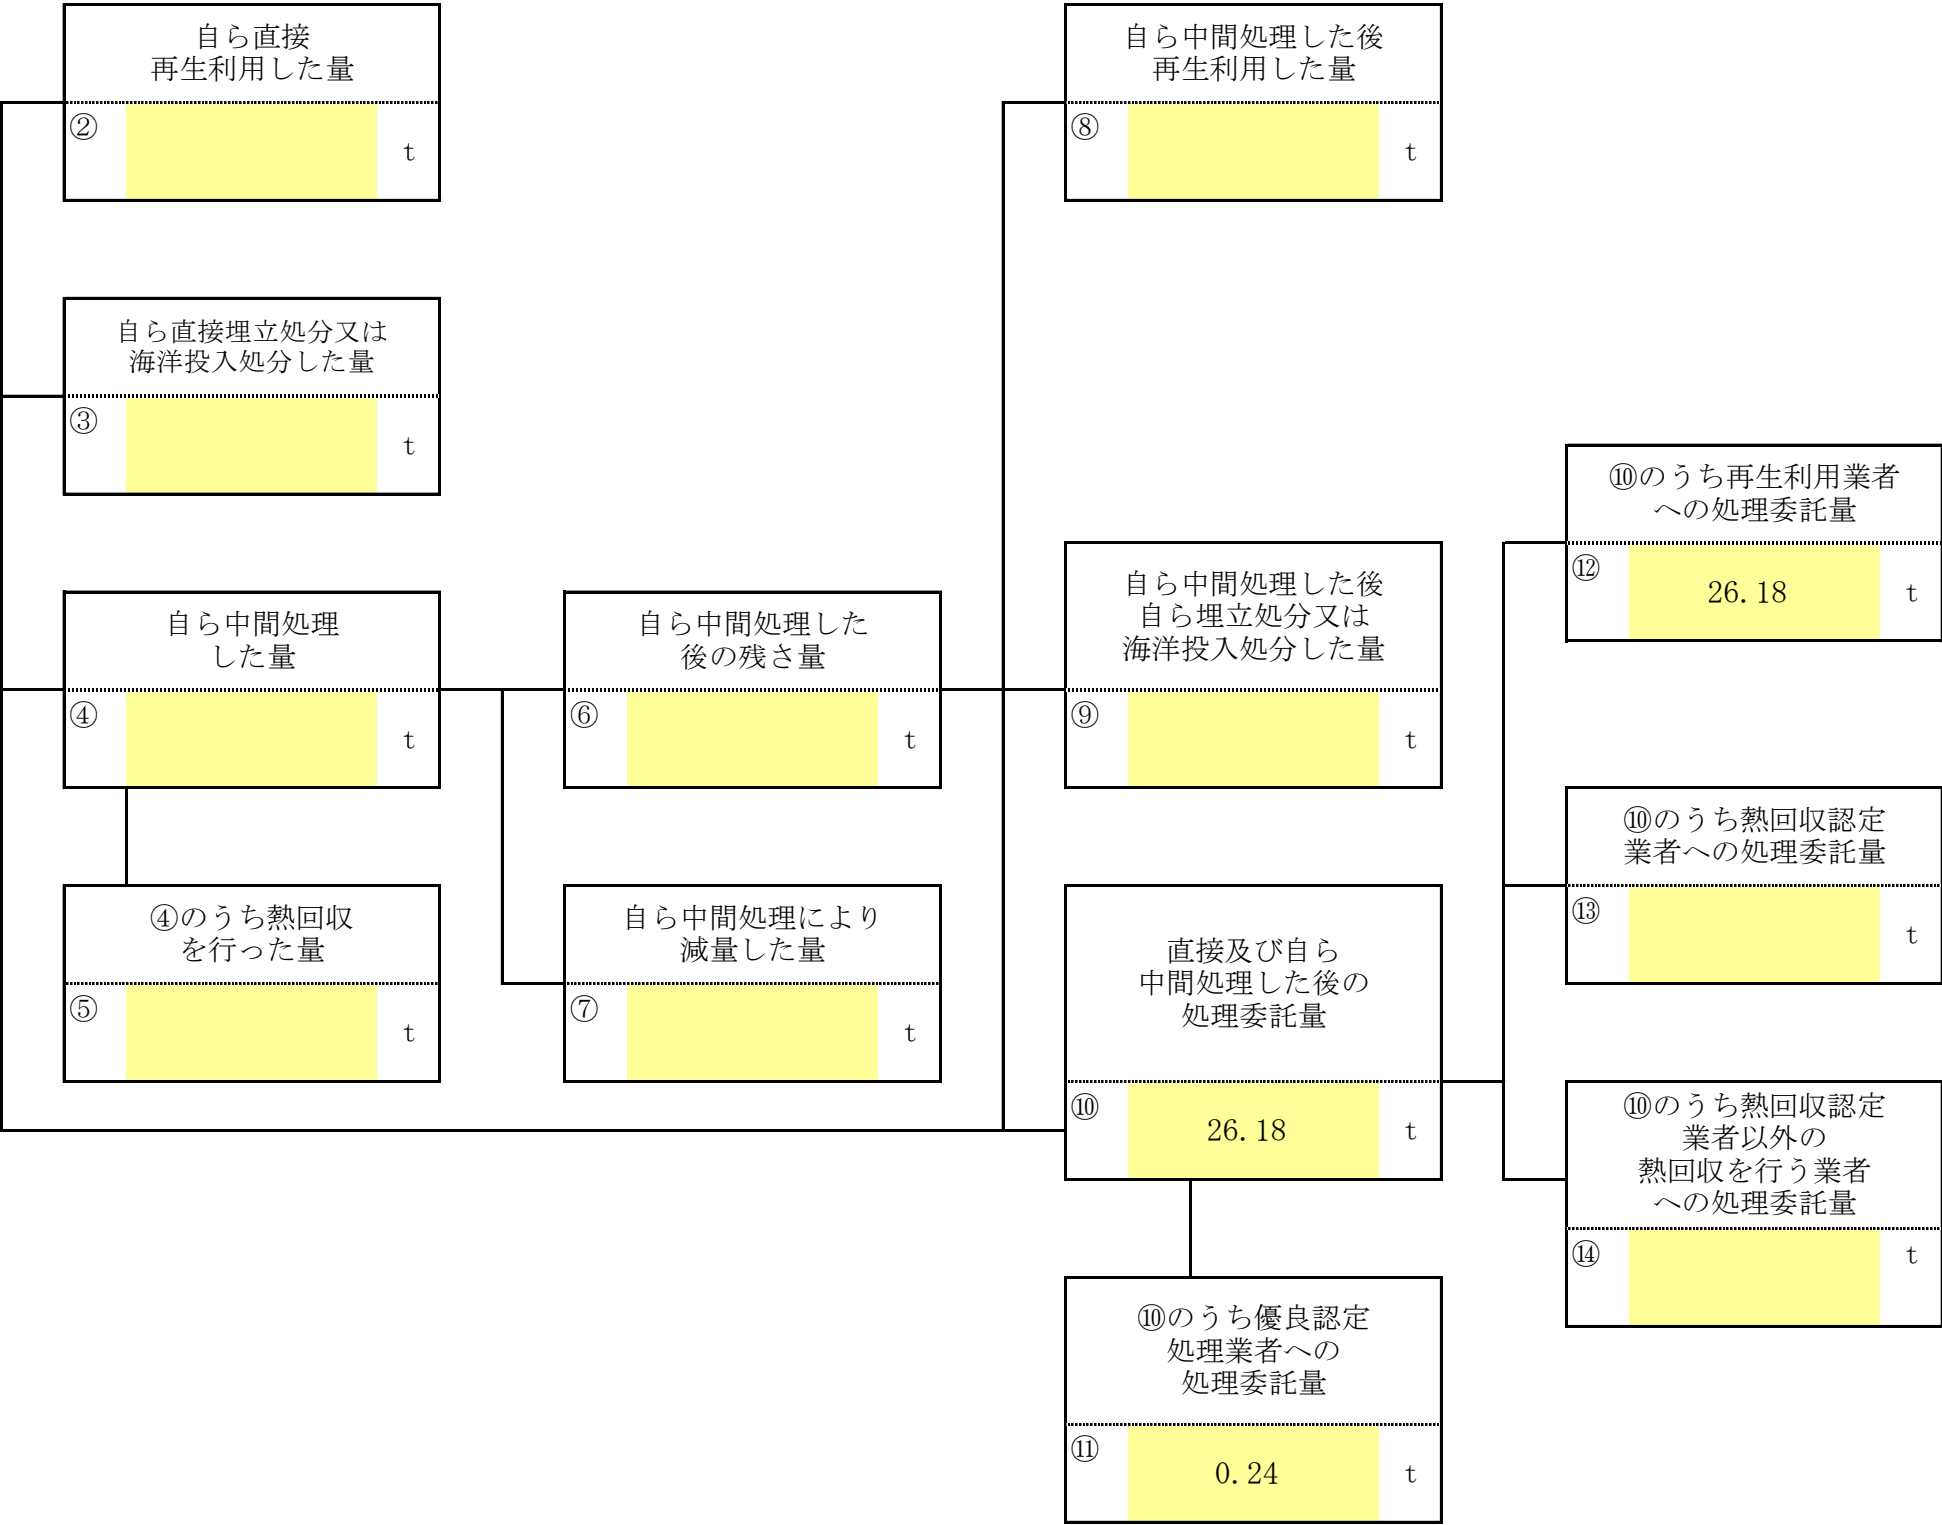 自ら直接
再生利用した量
②
t
自ら中間処理した後
再生利用した量
⑧
t
自ら直接埋立処分又は
海洋投入処分した量
③
t
⑩のうち再生利用業者
への処理委託量
⑫
26.18
t
自ら中間処理
した量
④
t
自ら中間処理した
後の残さ量
⑥
t
自ら中間処理した後
自ら埋立処分又は
海洋投入処分した量
⑨
t
⑩のうち熱回収認定
業者への処理委託量
⑬
t
④のうち熱回収
を行った量
⑤
t
自ら中間処理により
減量した量
⑦
t
直接及び自ら
中間処理した後の
処理委託量
⑩
26.18
t
⑩のうち熱回収認定
業者以外の
熱回収を行う業者
への処理委託量
⑭
t
⑩のうち優良認定
処理業者への
処理委託量
⑪
0.24
t